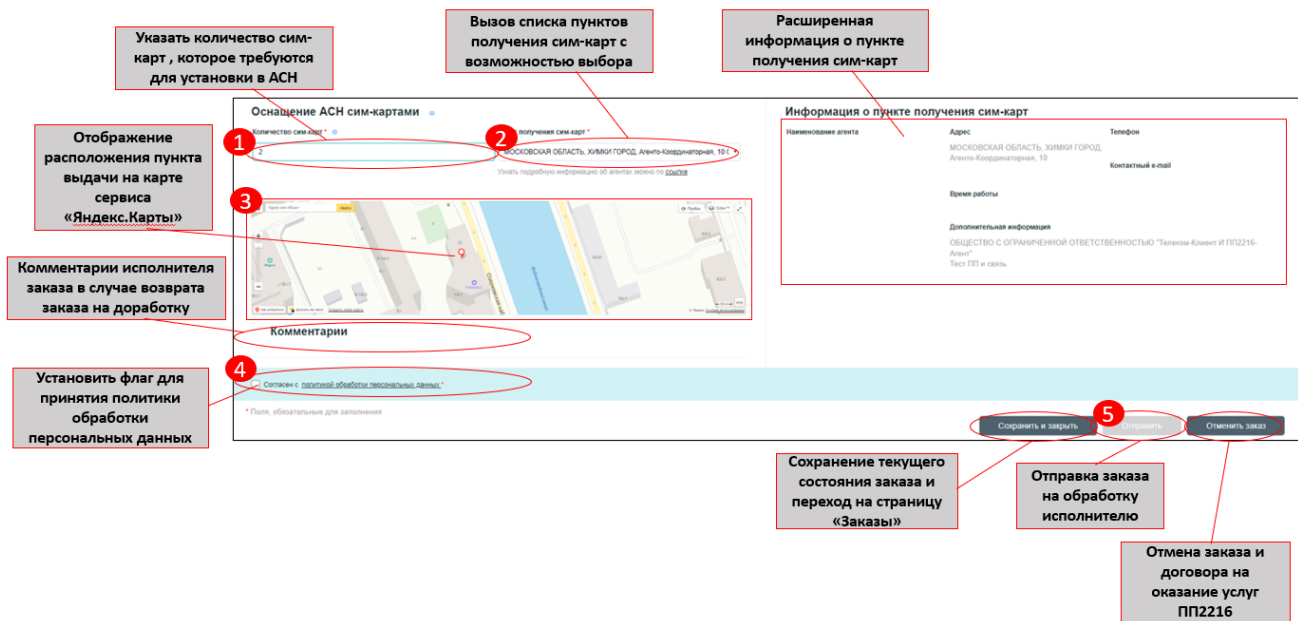 Указать количество сим-
карт , которое требуются
для установки в АСН
Вызов списка пунктов
получения сим-карт с
возможностью выбора
Расширенная
информация о пункте
получения сим-карт
Отображение
расположения пункта
выдачи на карте
сервиса
«Яндекс.Карты»
Комментарии исполнителя
заказа в случае возврата
заказа на доработку
Установить флаг для
принятия политики
обработки
персональных данных
Оснащение АСН сим-картами
1
Количество сим-карт *
2
2
получения сим-карт *
МОСКОВСКАЯ ОБЛАСТЬ, ХИМКИ ГОРОД, Агенто-Координаторная, 10
Узнать подробную информацию об агентах можно по ссылке
3
Найти
Комментарии
4
Согласен с политикой обработки персональных данных. *
* Поля, обязательные для заполнения
Информация о пункте получения сим-карт
Наименование агента
Адрес
МОСКОВСКАЯ ОБЛАСТЬ, ХИМКИ ГОРОД,
Агенто-Координаторная, 10
Телефон
Контактный e-mail
Время работы
Дополнительная информация
ОБЩЕСТВО С ОГРАНИЧЕННОЙ ОТВЕТСТВЕННОСТЬЮ "Телеком-Клиент И ПП2216-
Агент"
Тест ПП и связь
Сохранить и закрыть
5
Отправить
Отменить заказ
Сохранение текущего
состояния заказа и
переход на страницу
«Заказы»
Отправка заказа
на обработку
исполнителю
Отмена заказа и
договора на
оказание услуг
ПП2216